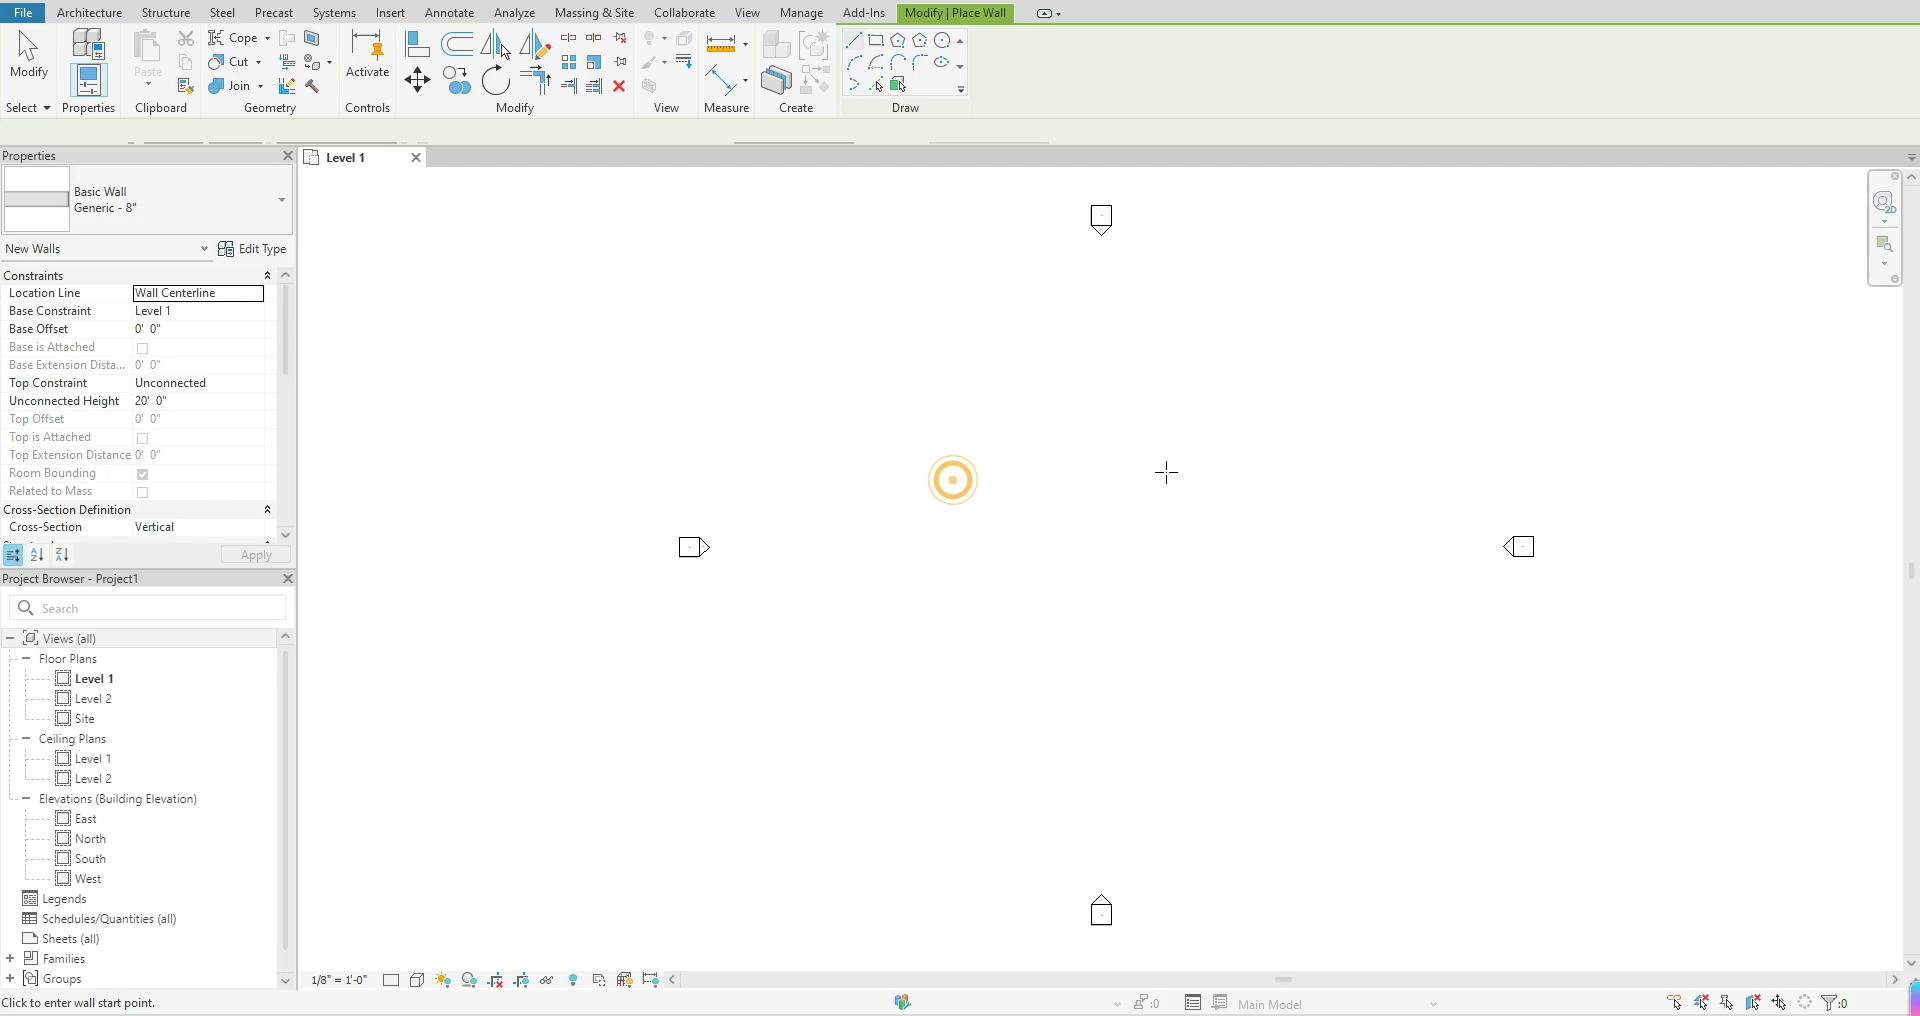 File Architecture Structure Steel Precast Systems Insert Annotate Analyze Massing & Site Collaborate View Manage Add-Ins Modify | Place Wall
Modify
Paste
Cope
Cut
Join
Activate
Select Properties Clipboard Geometry Controls Modify View Measure Create Draw
Properties
Level 1
Basic Wall
Generic - 8"
New Walls Edit Type
Constraints
Location Line Wall Centerline
Base Constraint Level 1
Base Offset 0' 0"
Base is Attached
Base Extension Dista... 0' 0"
Top Constraint Unconnected
Unconnected Height 20' 0"
Top Offset 0' 0"
Top is Attached
Top Extension Distance 0' 0"
Room Bounding
Related to Mass
Cross-Section Definition
Cross-Section Vertical
Apply
Project Browser - Project1
Search
Views (all)
Floor Plans
Level 1
Level 2
Site
Ceiling Plans
Level 1
Level 2
Elevations (Building Elevation)
East
North
South
West
Legends
Schedules/Quantities (all)
Sheets (all)
Families
Groups
2D
1/8" = 1'-0"
Click to enter wall start point.
:0
Main Model
:0